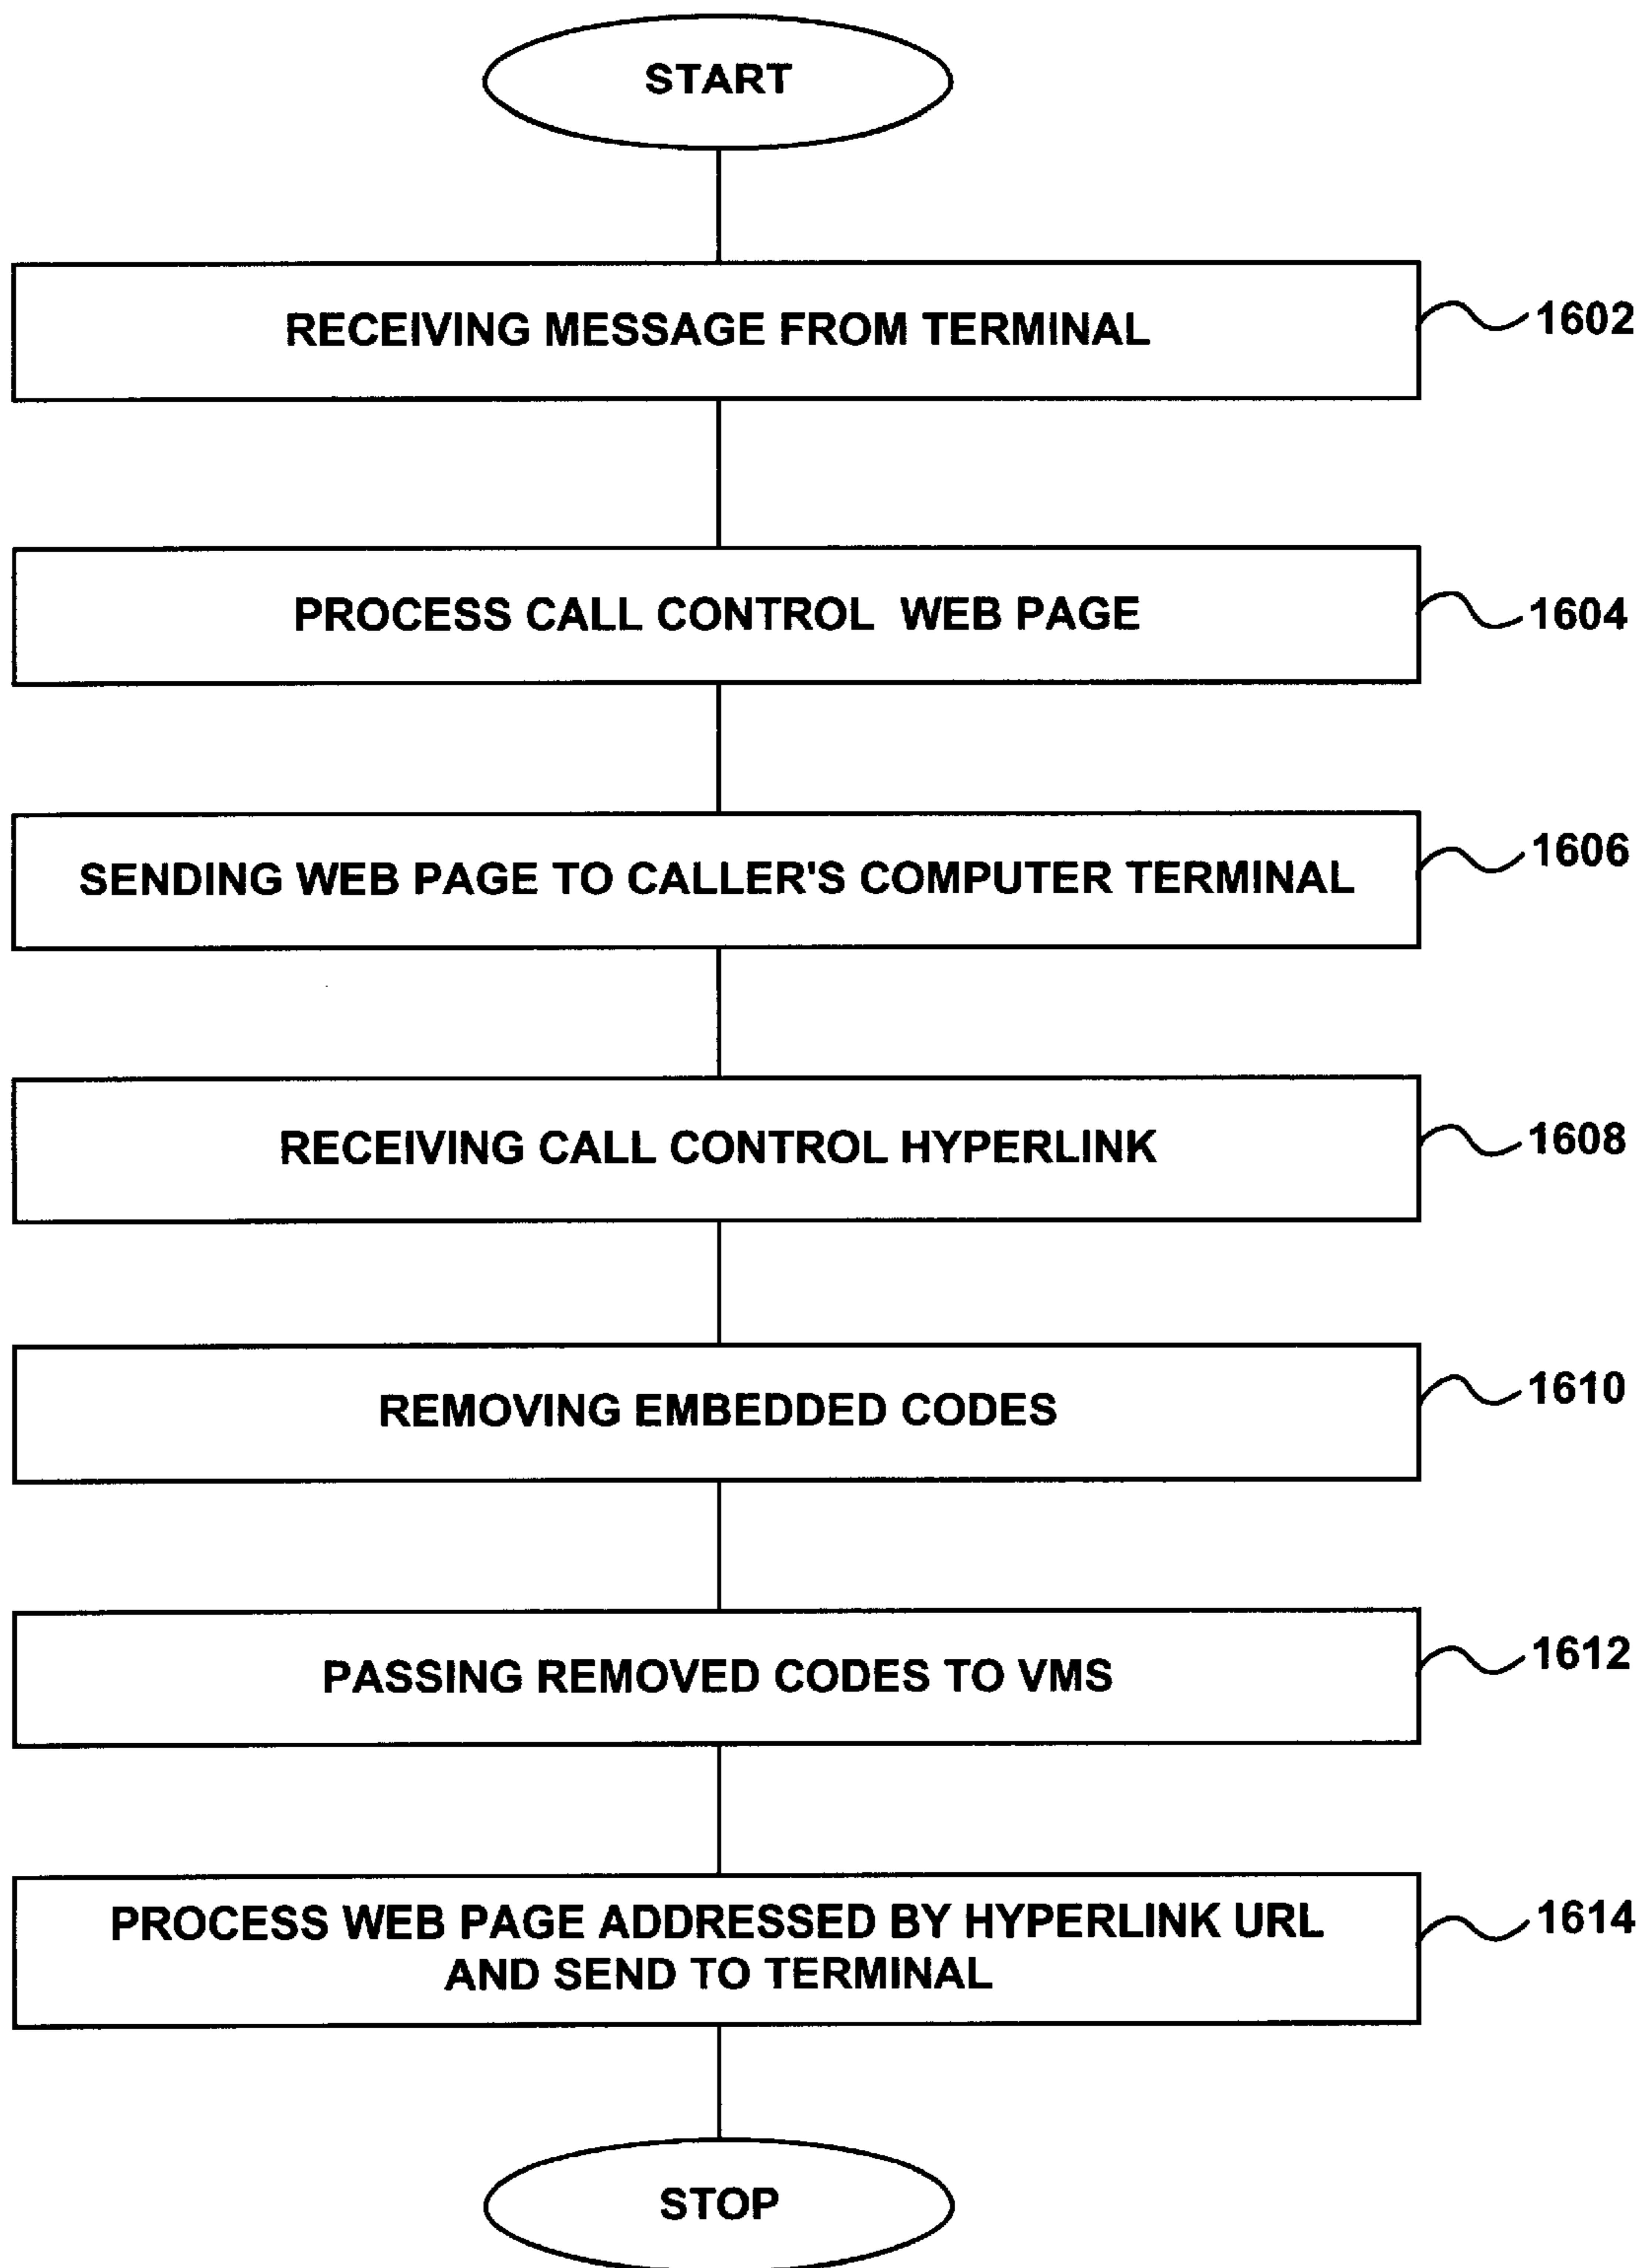 START
RECEIVING MESSAGE FROM TERMINAL
1602
PROCESS CALL CONTROL WEB PAGE
1604
SENDING WEB PAGE TO CALLER'S COMPUTER TERMINAL
1606
RECEIVING CALL CONTROL HYPERLINK
1608
REMOVING EMBEDDED CODES
1610
PASSING REMOVED CODES TO VMS
1612
PROCESS WEB PAGE ADDRESSED BY HYPERLINK URL
AND SEND TO TERMINAL
1614
STOP